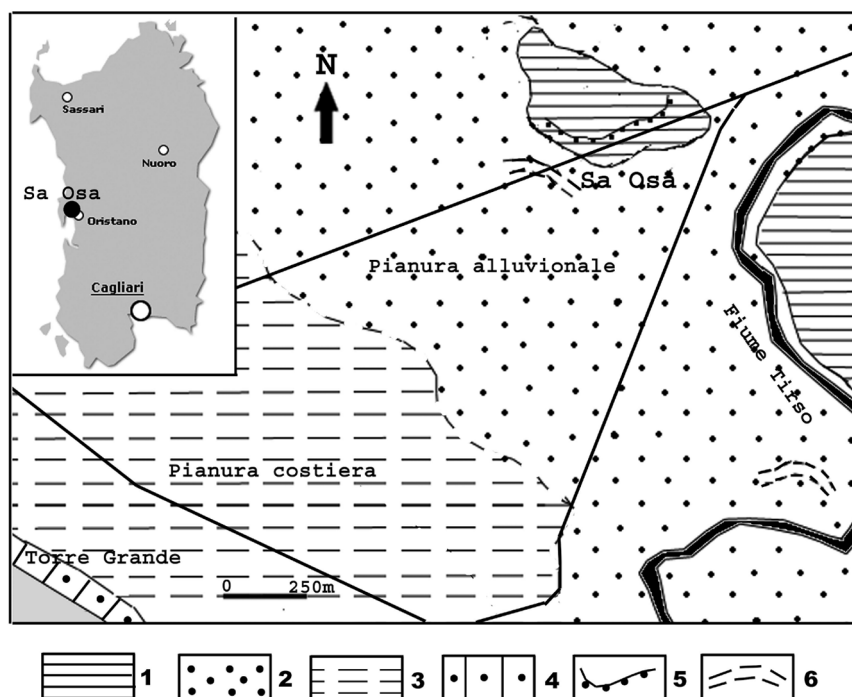 Sassari
Nuoro
Sa Osa
Oristano
Cagliari
N
Sa Osa
Pianura alluvionale
Fiume Tirso
Pianura costiera
Torre Grande
0 250m
1 2 3 4 5 6